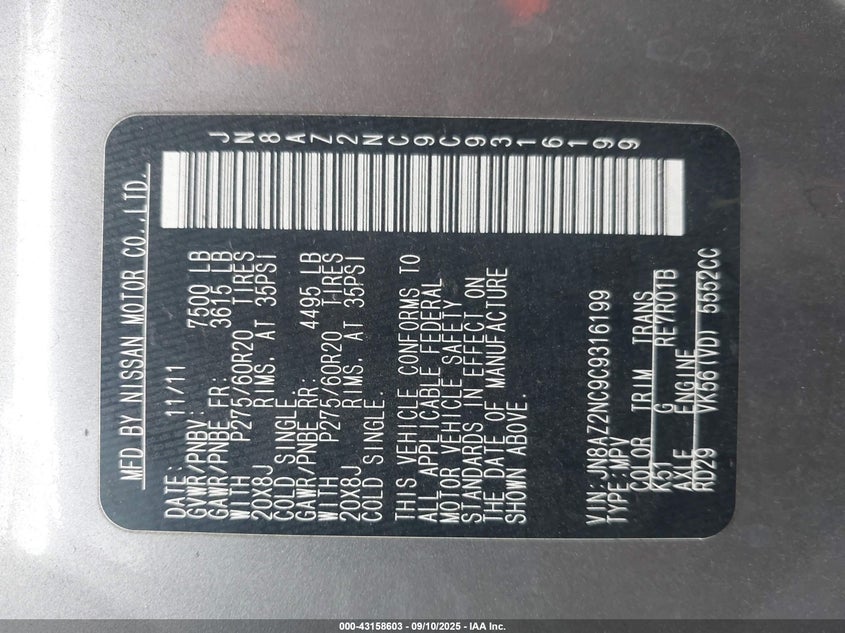 MFD BY NISSAN MOTOR CO.,LTD.
JN8AZ2NC9C9316199
DATE: 11/11
GVWR/PNBV: 7500 LB
GAWR/PNBE FR: 3615 LB
WITH P275/60R20 TIRES
20X8J RIMS. AT 35PSI
COLD SINGLE.
GAWR/PNBE RR: 4495 LB
WITH P275/60R20 TIRES
20X8J RIMS. AT 35PSI
COLD SINGLE.
THIS VEHICLE CONFORMS TO
ALL APPLICABLE FEDERAL
MOTOR VEHICLE SAFETY
STANDARDS IN EFFECT ON
THE DATE OF MANUFACTURE
SHOWN ABOVE.
VIN:JN8AZ2NC9C9316199
TYPE:MPV
COLOR TRIM TRANS
K51 G RE7R01B
AXLE ENGINE
RD29 VK56(VD) 5552CC
000-43158603 - 09/10/2025 - IAA Inc.